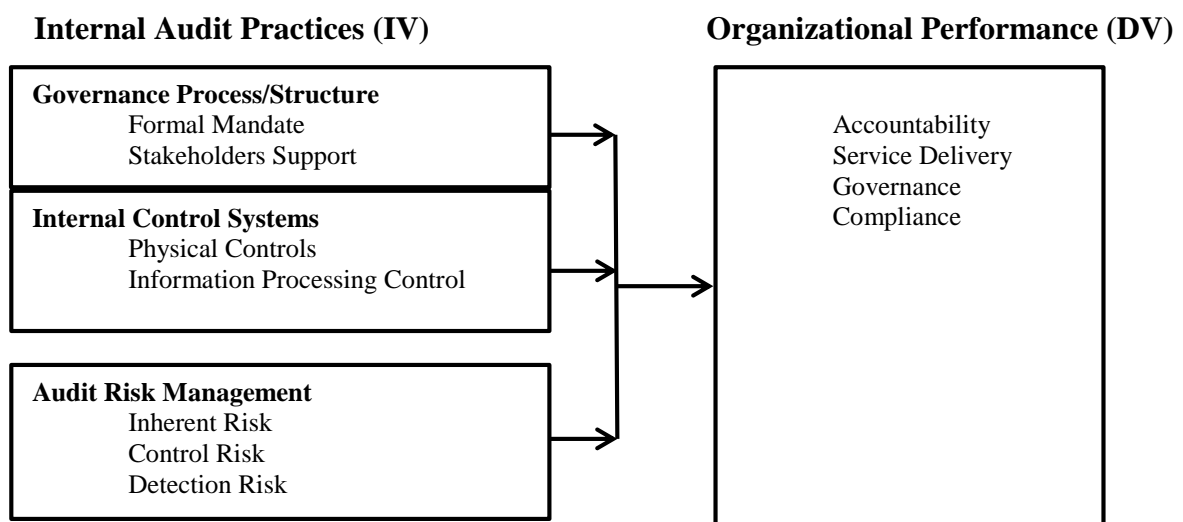 Internal Audit Practices (IV)
Organizational Performance (DV)
Governance Process/Structure
Formal Mandate
Stakeholders Support
Internal Control Systems
Physical Controls
Information Processing Control
Audit Risk Management
Inherent Risk
Control Risk
Detection Risk
Accountability
Service Delivery
Governance
Compliance